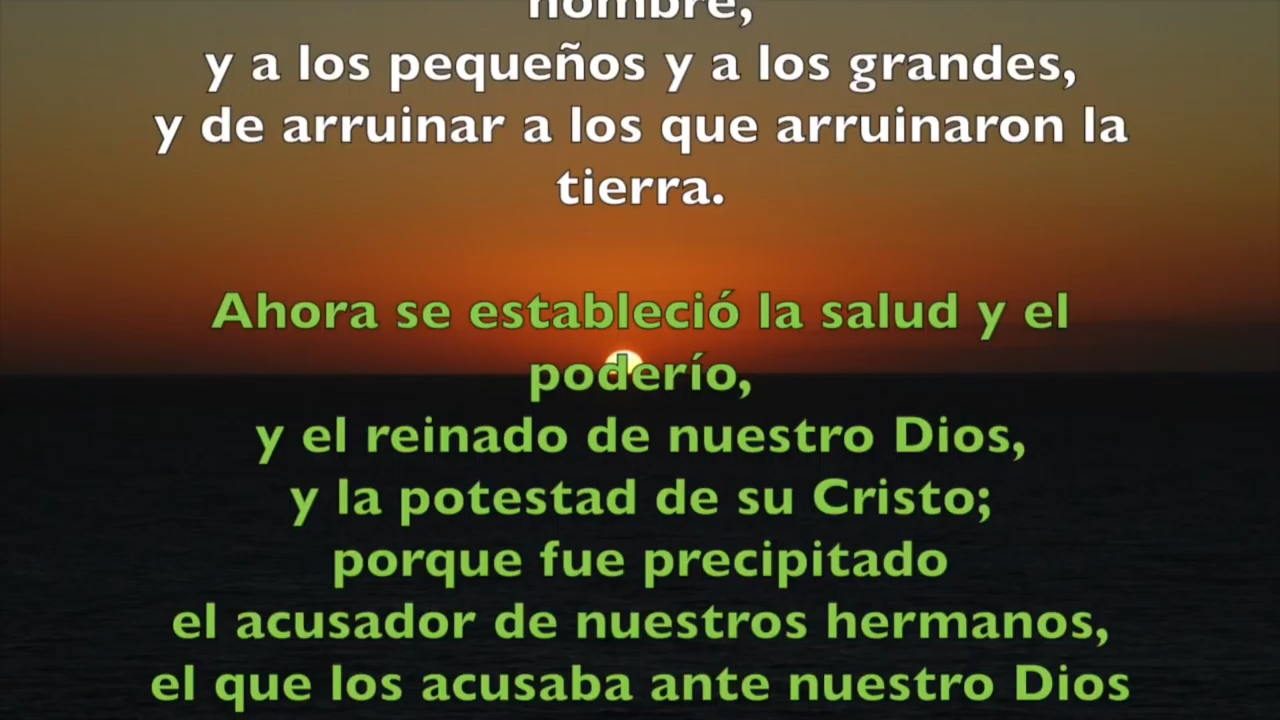 nombre,
y a los pequeños y a los grandes,
y de arruinar a los que arruinaron la
tierra.
Ahora se estableció la salud y el
poderío,
y el reinado de nuestro Dios,
y la potestad de su Cristo;
porque fue precipitado
el acusador de nuestros hermanos,
el que los acusaba ante nuestro Dios